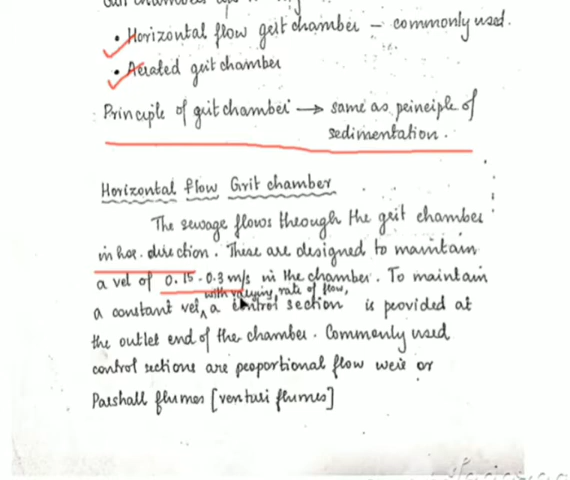 • Horizontal flow grit chamber – commonly used.
• Aerated grit chamber
Principle of grit chamber → same as principle of
sedimentation.
Horizontal flow Grit chamber
The sewage flows through the grit chamber
in hor. direction. These are designed to maintain
a vel of 0.15-0.3 m/s in the chamber. To maintain
with varying rate of flow,
a constant vel, a control section is provided at
the outlet end of the chamber. Commonly used
control sections are proportional flow weir or
Parshall flumes [venturi flumes]